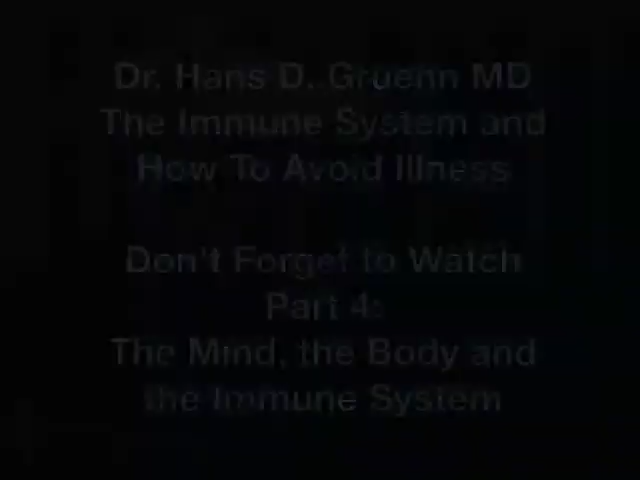 Dr. Hans D. Gruenn MD
The Immune System and
How To Avoid Illness
Don't Forget to Watch
Part 4:
The Mind, the Body and
the Immune System